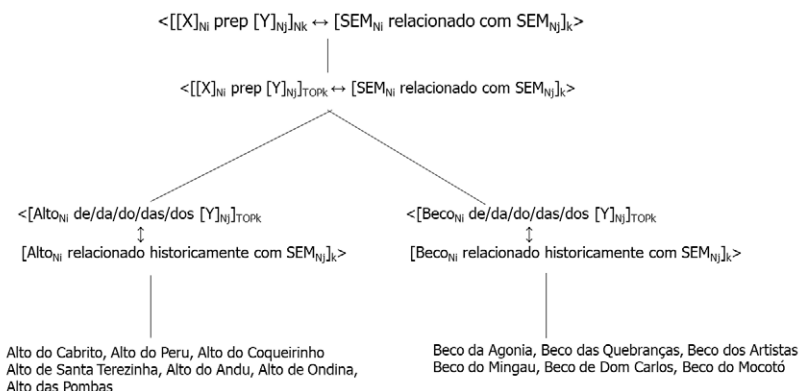 <[[X]Ni prep [Y]Nj]Nk ↔ [SEMNi relacionado com SEMNj]k>
<[[X]Ni prep [Y]Nj]TOPk ↔ [SEMNi relacionado com SEMNj]k>
<[AltoNi de/da/do/das/dos [Y]Nj]TOPk
↕
[AltoNi relacionado historicamente com SEMNj]k>
<[BecoNi de/da/do/das/dos [Y]Nj]TOPk
↕
[BecoNi relacionado historicamente com SEMNj]k>
Alto do Cabrito, Alto do Peru, Alto do Coqueirinho
Alto de Santa Terezinha, Alto do Andu, Alto de Ondina,
Alto das Pombas
Beco da Agonia, Beco das Quebranças, Beco dos Artistas
Beco do Mingau, Beco de Dom Carlos, Beco do Mocotó